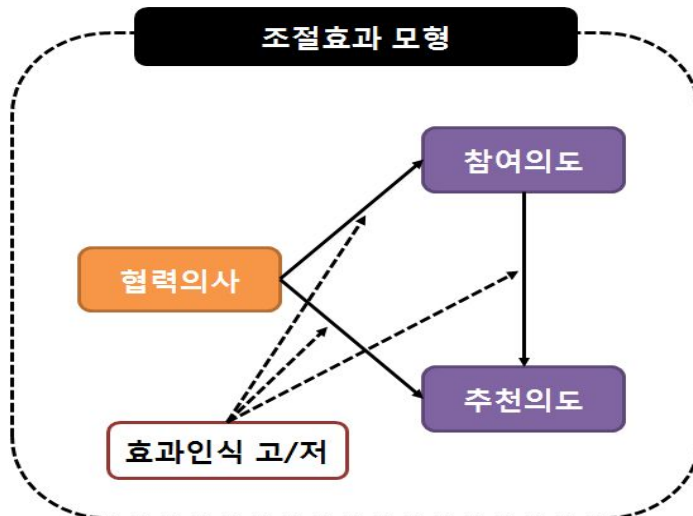 조절효과 모형
참여의도
협력의사
추천의도
효과인식 고/저